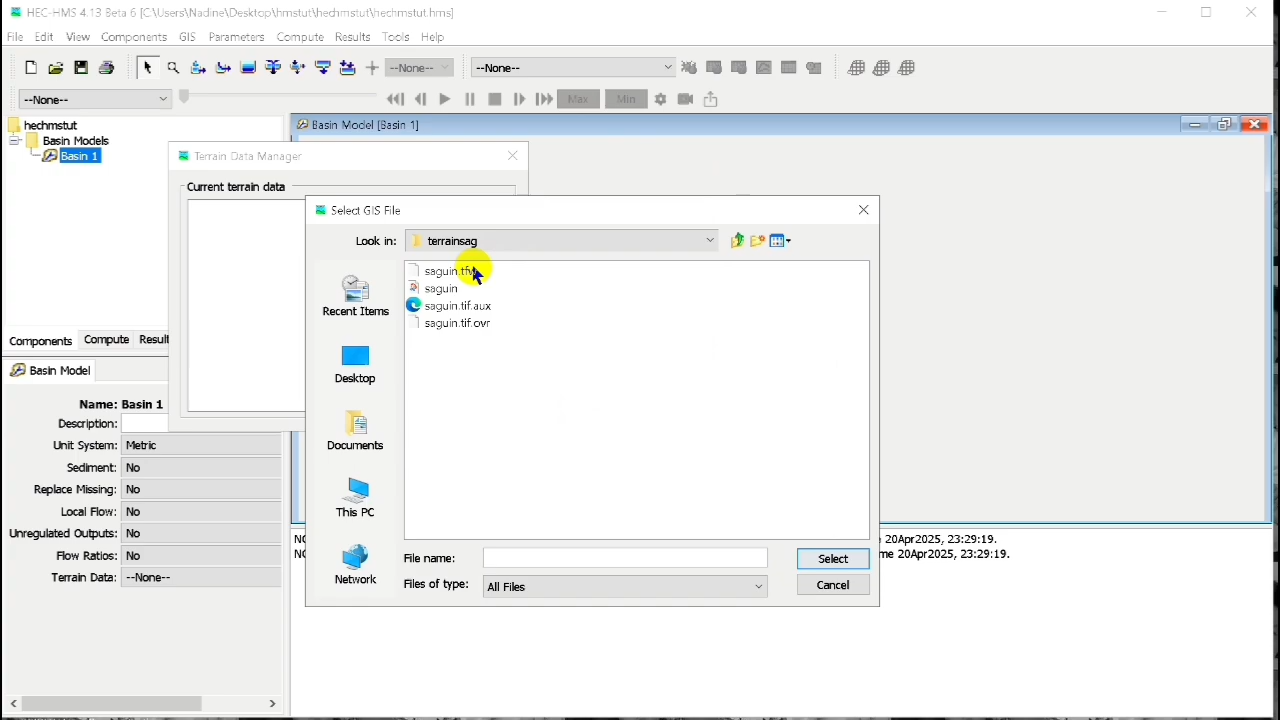 HEC-HMS 4.13 Beta 6 [C:\Users\Nadine\Desktop\hmstut\hechmstut\hechmstut.hms]
File Edit View Components GIS Parameters Compute Results Tools Help
--None-- --None--
--None-- Max Min
hechmstut
Basin Models
Basin 1
Basin Model [Basin 1]
Terrain Data Manager
Current terrain data
Select GIS File
Look in: terrainsag
saguin
saguin.tif.aux
saguin.tif.ovr
Recent Items
Desktop
Documents
This PC
Network
File name:
Select
Files of type: All Files
Cancel
Components Compute Result
Basin Model
Name: Basin 1
Description:
Unit System: Metric
Sediment: No
Replace Missing: No
Local Flow: No
Unregulated Outputs: No
Flow Ratios: No
Terrain Data: --None--
20Apr2025, 23:29:19.
me 20Apr2025, 23:29:19.